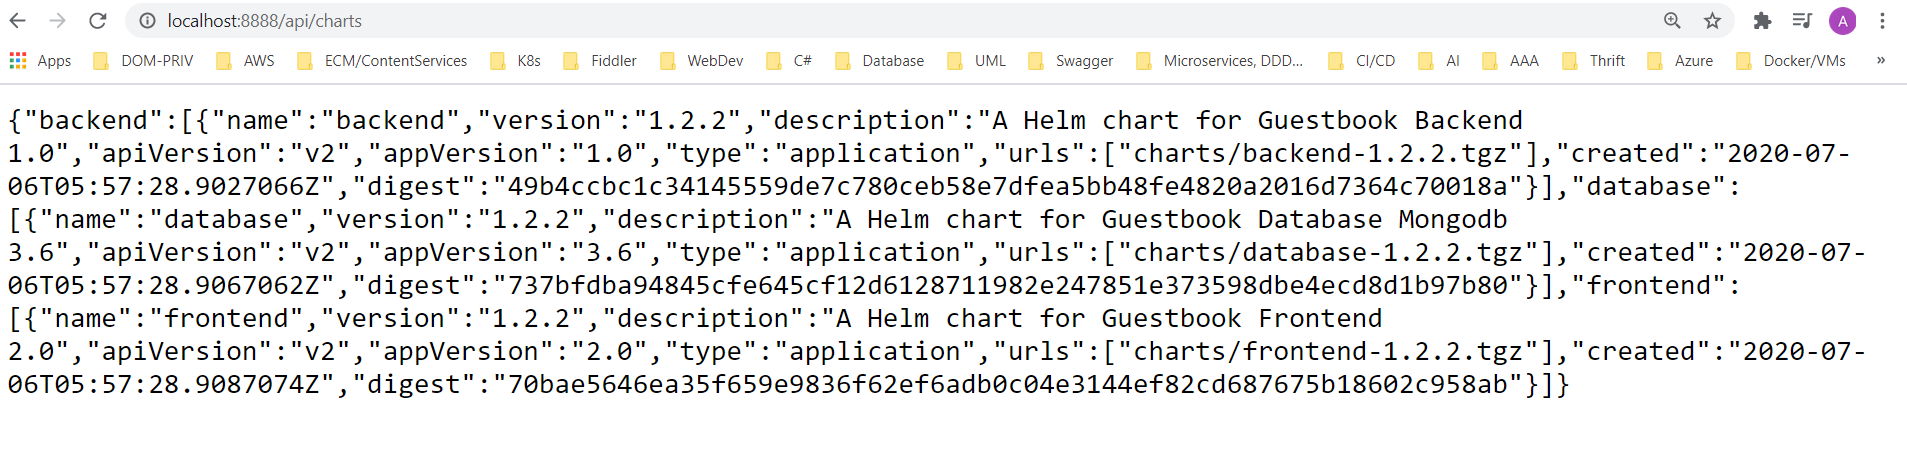 localhost:8888/api/charts
A
Apps DOM-PRIV AWS ECM/ContentServices K8s Fiddler WebDev C# Database UML Swagger Microservices, DDD... CI/CD AI AAA Thrift Azure Docker/VMs »
{"backend":[{"name":"backend","version":"1.2.2","description":"A Helm chart for Guestbook Backend
1.0","apiVersion":"v2","appVersion":"1.0","type":"application","urls":["charts/backend-1.2.2.tgz"],"created":"2020-07-
06T05:57:28.9027066Z","digest":"49b4ccbc1c34145559de7c780ceb58e7dfea5bb48fe4820a2016d7364c70018a"}],"database":
[{"name":"database","version":"1.2.2","description":"A Helm chart for Guestbook Database Mongodb
3.6","apiVersion":"v2","appVersion":"3.6","type":"application","urls":["charts/database-1.2.2.tgz"],"created":"2020-07-
06T05:57:28.9067062Z","digest":"737bfdba94845cfe645cf12d6128711982e247851e373598dbe4ecd8d1b97b80"}],"frontend":
[{"name":"frontend","version":"1.2.2","description":"A Helm chart for Guestbook Frontend
2.0","apiVersion":"v2","appVersion":"2.0","type":"application","urls":["charts/frontend-1.2.2.tgz"],"created":"2020-07-
06T05:57:28.9087074Z","digest":"70bae5646ea35f659e9836f62ef6adb0c04e3144ef82cd687675b18602c958ab"}]}